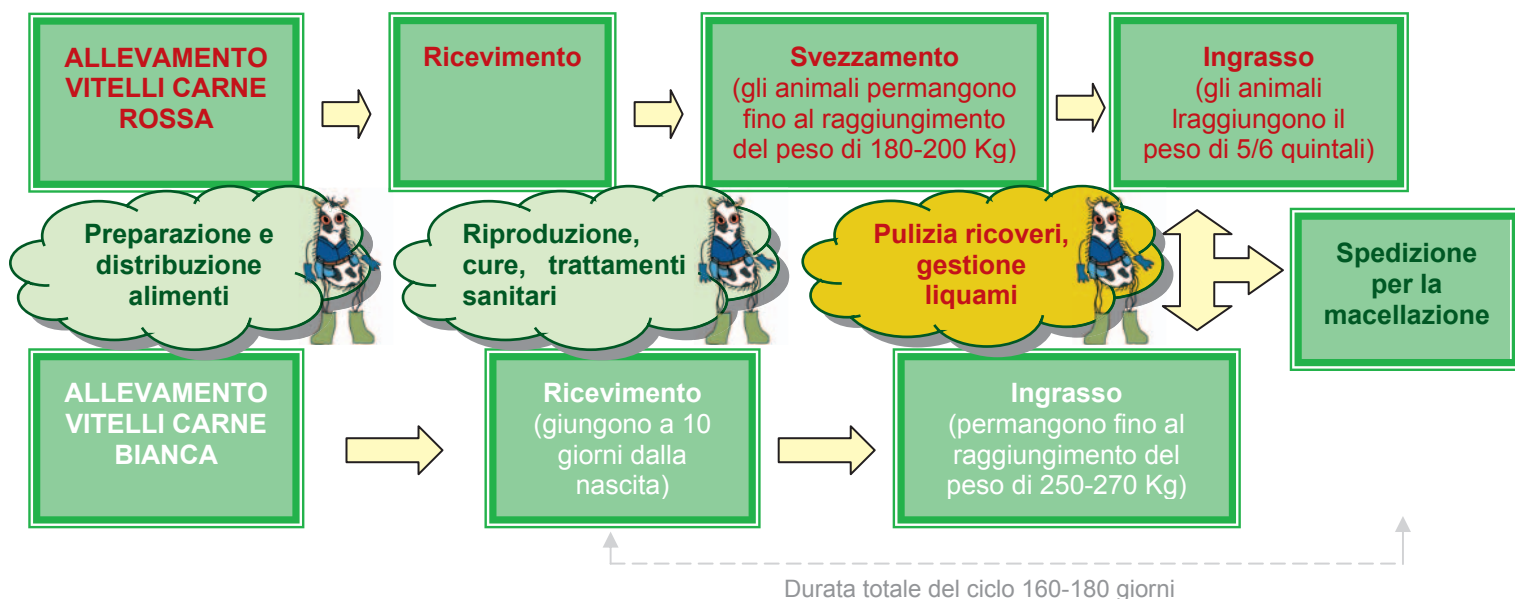 ALLEVAMENTO
VITELLI CARNE
ROSSA
Ricevimento
Svezzamento
(gli animali permangono
fino al raggiungimento
del peso di 180-200 Kg)
Ingrasso
(gli animali
lraggiungono il
peso di 5/6 quintali)
Preparazione e
distribuzione
alimenti
Riproduzione,
cure, trattamenti
sanitari
Pulizia ricoveri,
gestione
liquami
Spedizione
per la
macellazione
ALLEVAMENTO
VITELLI CARNE
BIANCA
Ricevimento
(giungono a 10
giorni dalla
nascita)
Ingrasso
(permangono fino al
raggiungimento del
peso di 250-270 Kg)
Durata totale del ciclo 160-180 giorni